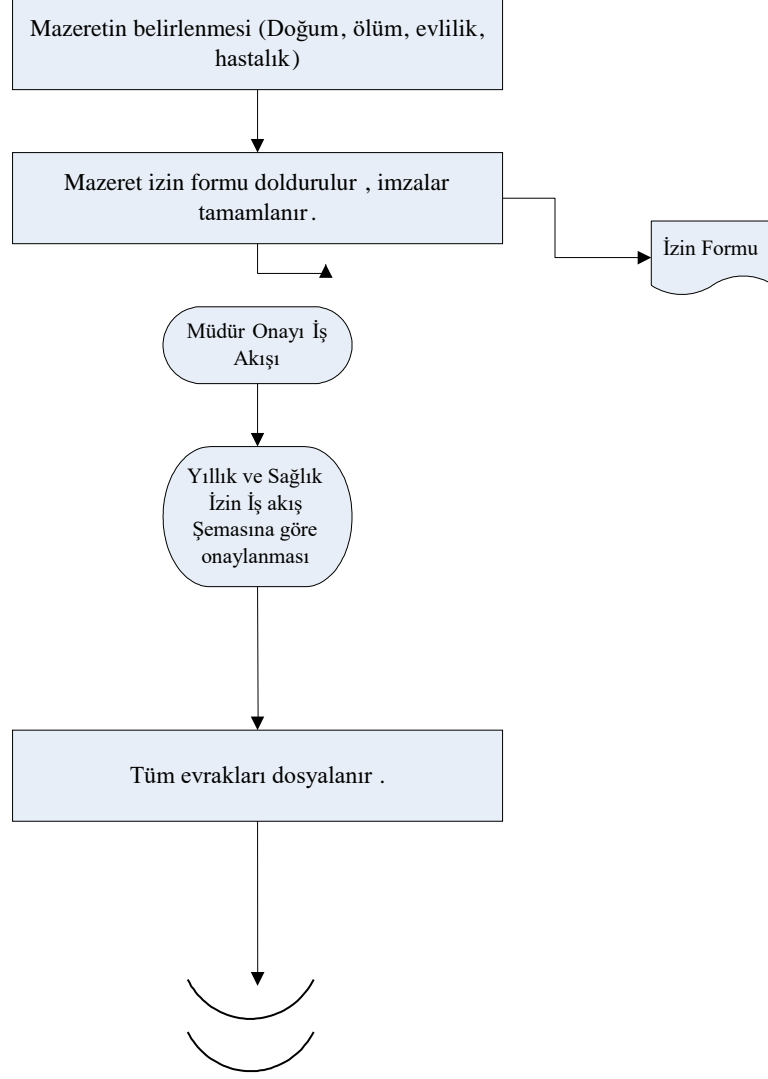 Mazeretin belirlenmesi (Doğum, ölüm, evlilik,
hastalık)
Mazeret izin formu doldurulur , imzalar
tamamlanır .
İzin Formu
Müdür Onayı İş
Akışı
Yıllık ve Sağlık
İzin İş akış
Şemasına göre
onaylanması
Tüm evrakları dosyalanır .